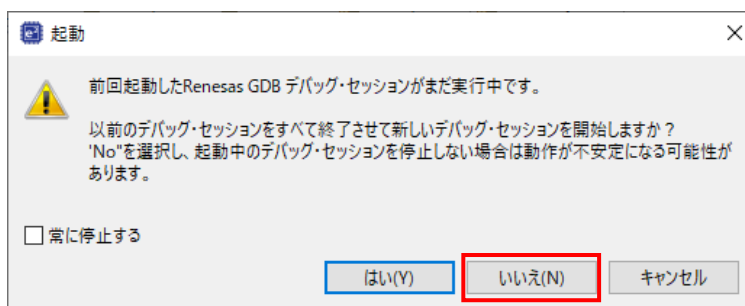 起動
前回起動したRenesas GDB デバッグ・セッションがまだ実行中です。
以前のデバッグ・セッションをすべて終了させて新しいデバッグ・セッションを開始しますか？
'No"を選択し、起動中のデバッグ・セッションを停止しない場合は動作が不安定になる可能性が
あります。
常に停止する
はい(Y)
いいえ(N)
キャンセル